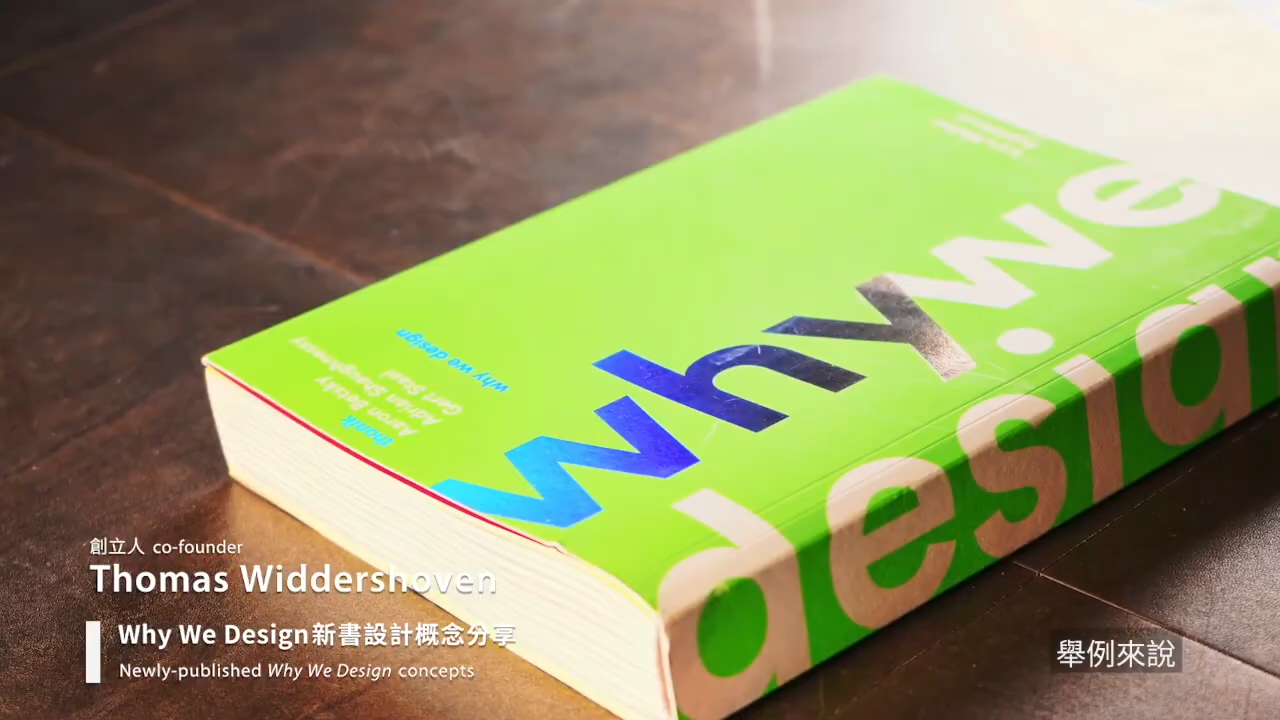 why we
design
why we design
Aaron Betsky
Adrian Shaughnessy
Gert Staal
thonik
創立人 co-founder
Thomas Widdershoven
Why We Design新書設計概念分享
Newly-published Why We Design concepts
舉例來說